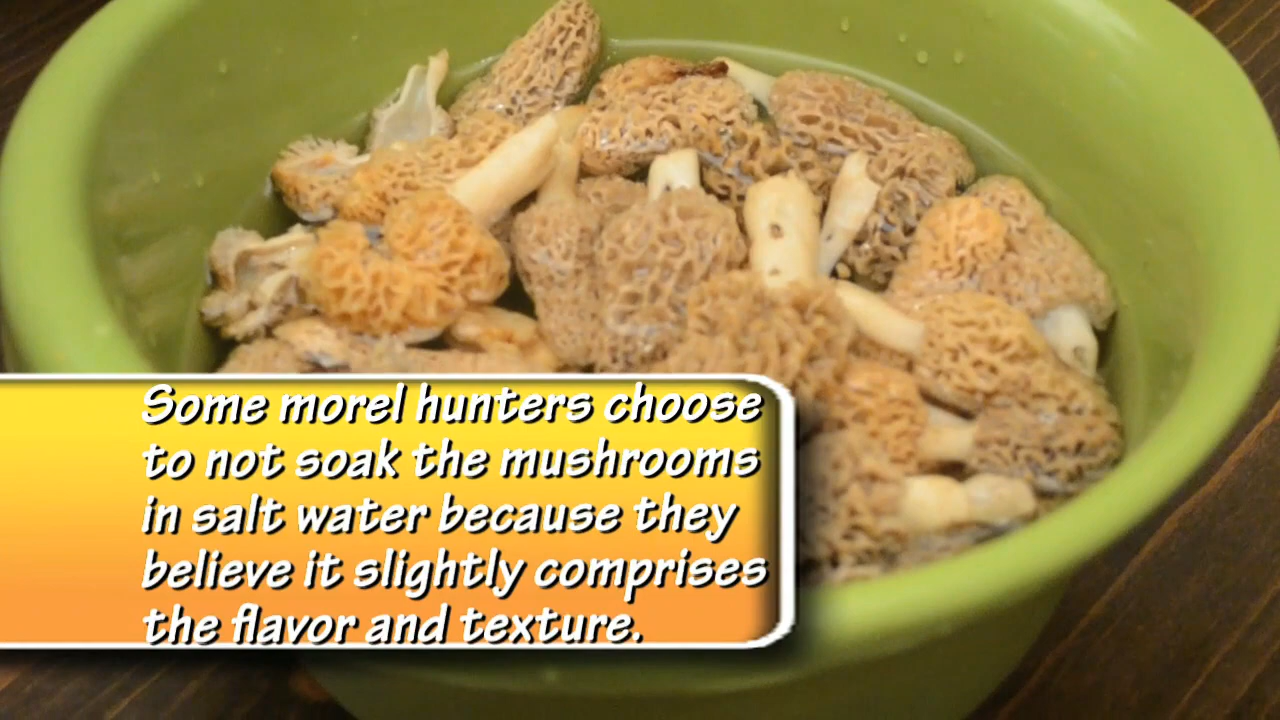 Some morel hunters choose
to not soak the mushrooms
in salt water because they
believe it slightly comprises
the flavor and texture.